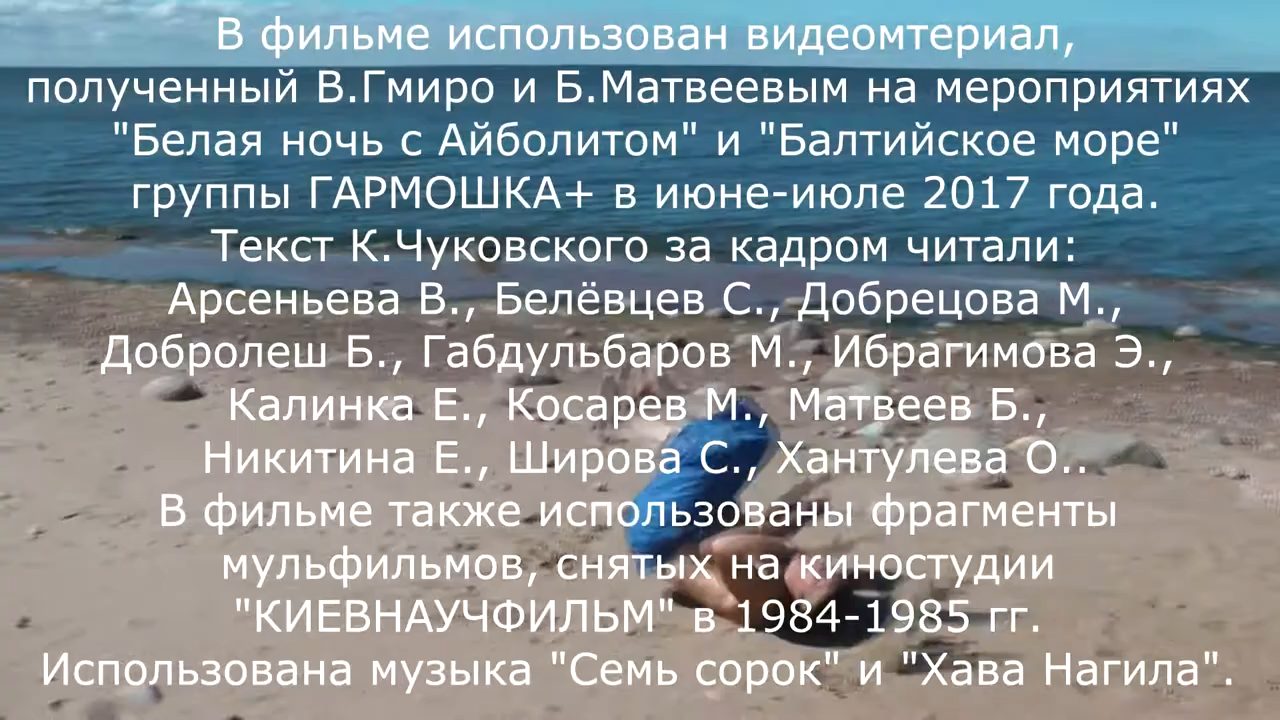 В фильме использован видеомтериал,
полученный В.Гмиро и Б.Матвеевым на мероприятиях
"Белая ночь с Айболитом" и "Балтийское море"
группы ГАРМОШКА+ в июне-июле 2017 года.
Текст К.Чуковского за кадром читали:
Арсеньева В., Белёвцев С., Добрецова М.,
Добролеш Б., Габдульбаров М., Ибрагимова Э.,
Калинка Е., Косарев М., Матвеев Б.,
Никитина Е., Широва С., Хантулева О..
В фильме также использованы фрагменты
мульфильмов, снятых на киностудии
"КИЕВНАУЧФИЛЬМ" в 1984-1985 гг.
Использована музыка "Семь сорок" и "Хава Нагила".